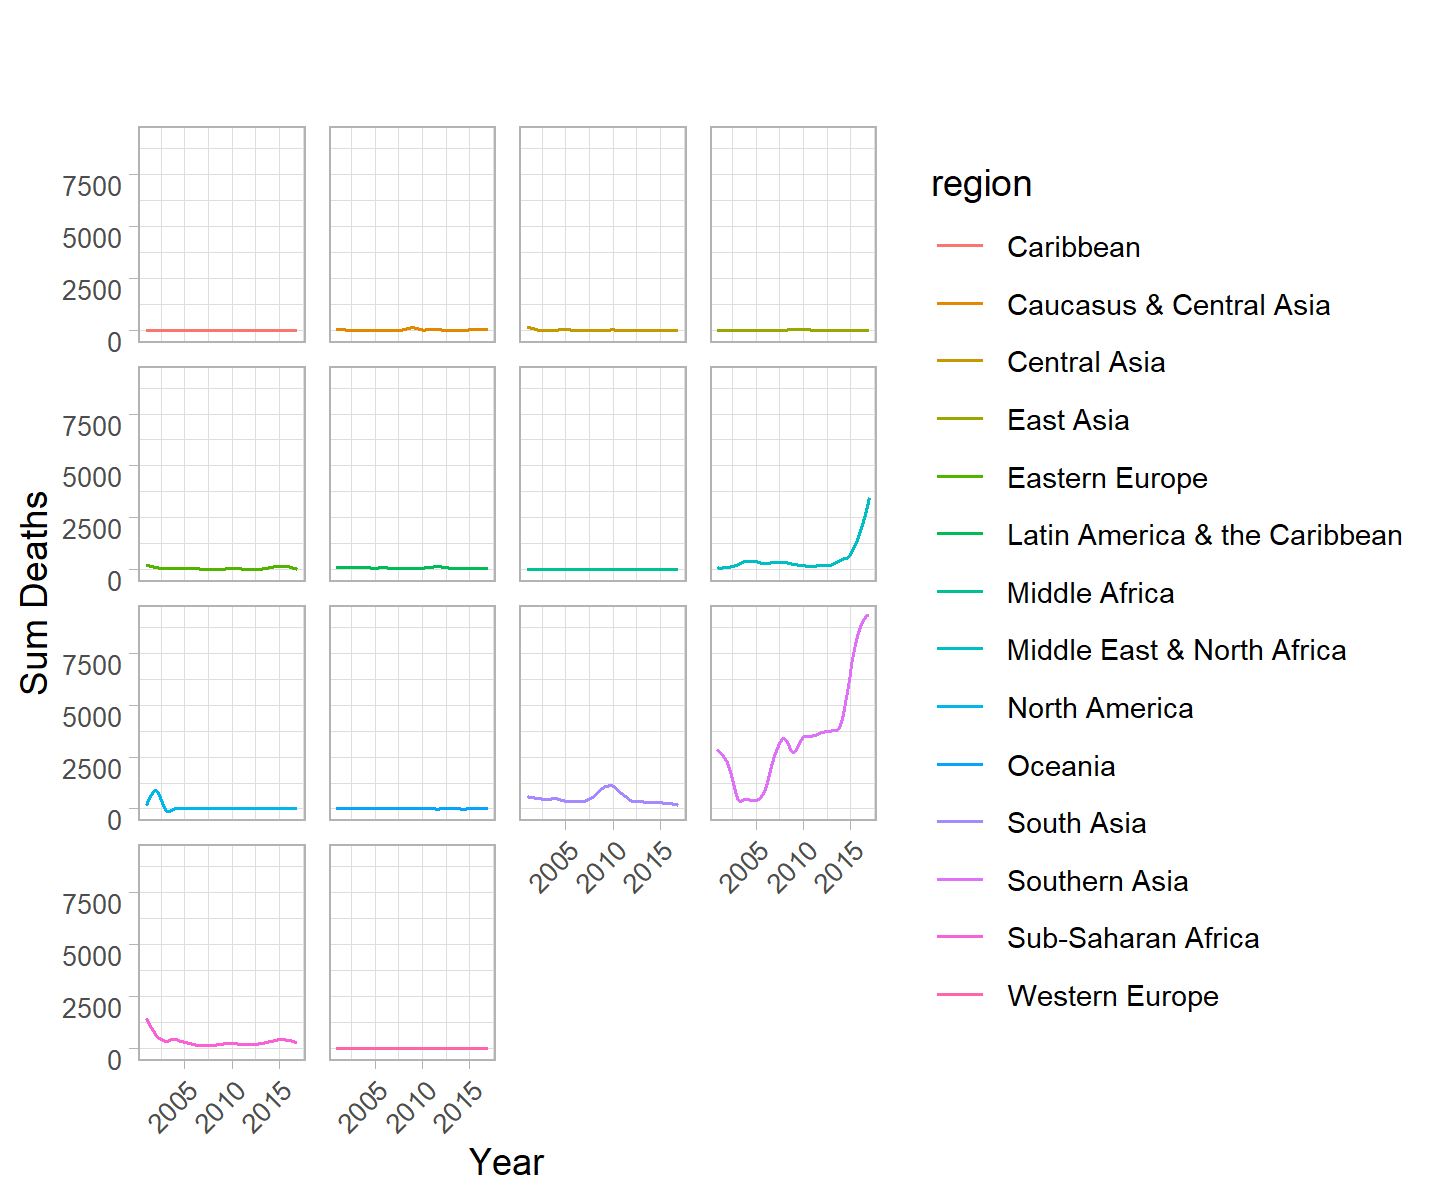 7500
5000
2500
0
7500
5000
2500
0
7500
5000
2500
0
2005
2010
2015
2005
2010
2015
7500
5000
2500
0
2005
2010
2015
2005
2010
2015
Sum Deaths
Year
region
Caribbean
Caucasus & Central Asia
Central Asia
East Asia
Eastern Europe
Latin America & the Caribbean
Middle Africa
Middle East & North Africa
North America
Oceania
South Asia
Southern Asia
Sub-Saharan Africa
Western Europe